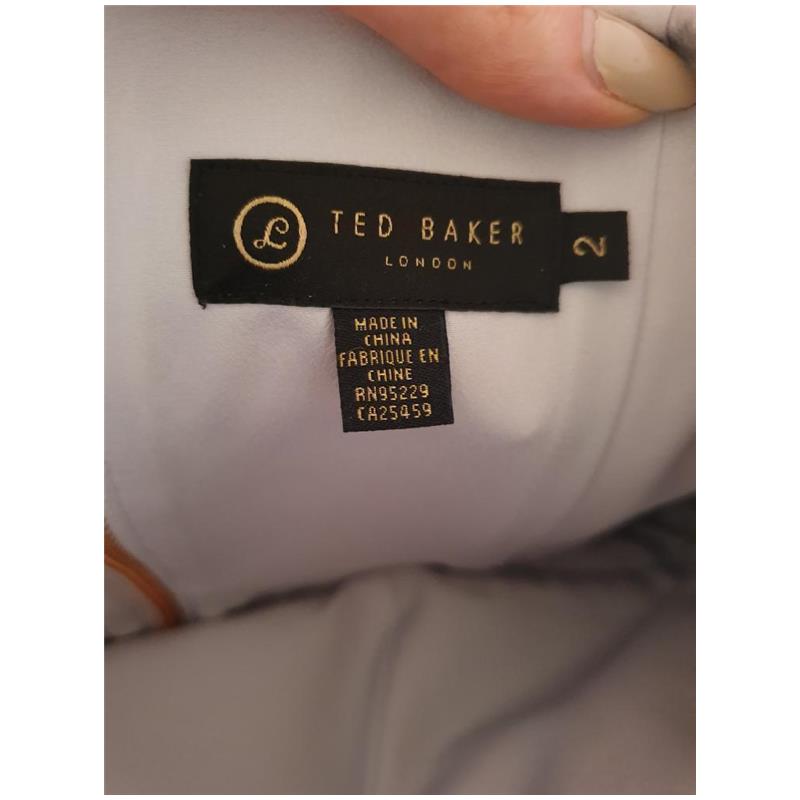 L
TED BAKER
LONDON
2
MADE IN
CHINA
FABRIQUE EN
CHINE
RN95229
CA25459